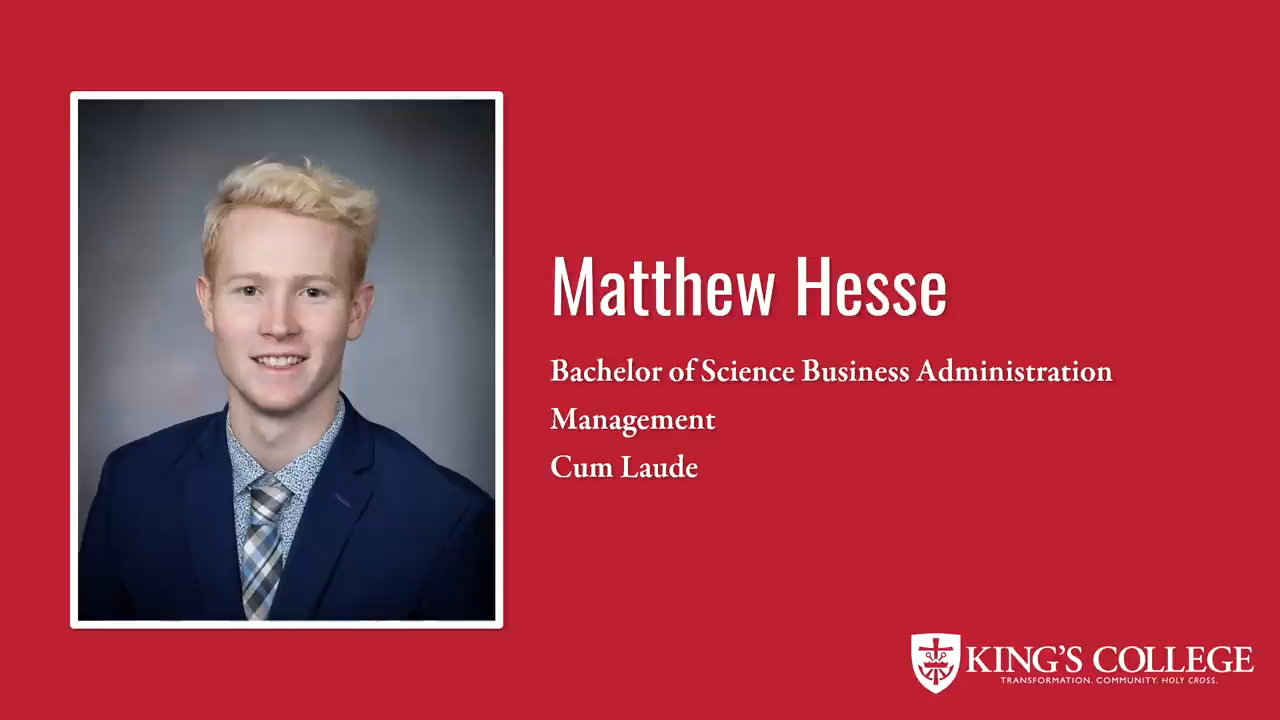 Matthew Hesse
Bachelor of Science Business Administration
Management
Cum Laude
KING'S COLLEGE
TRANSFORMATION. COMMUNITY. HOLY CROSS.